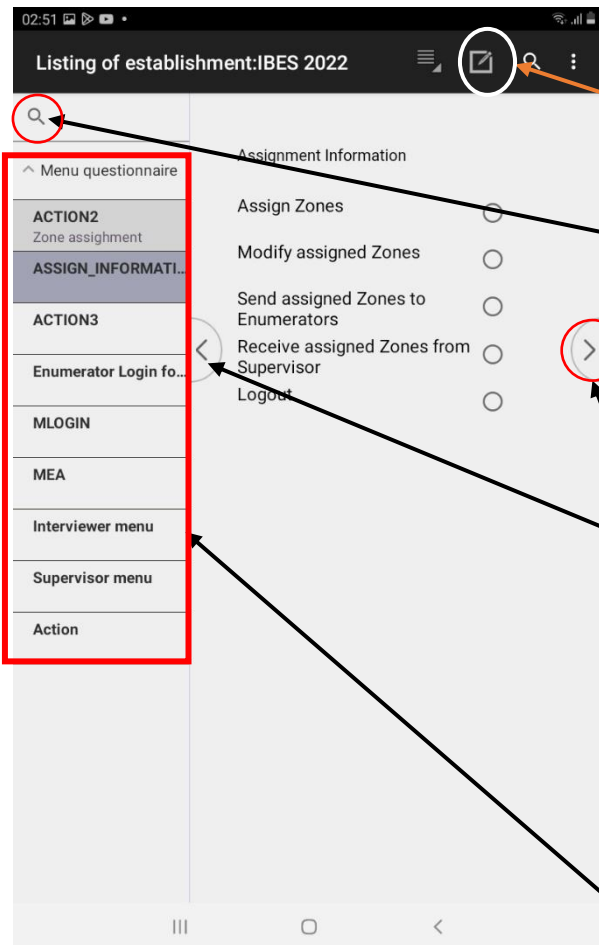 02:51
Listing of establishment:IBES 2022
Menu questionnaire
ACTION2
Zone assighment
ASSIGN_INFORMATI...
ACTION3
Enumerator Login fo...
MLOGIN
MEA
Interviewer menu
Supervisor menu
Action
Assignment Information
Assign Zones
Modify assigned Zones
Send assigned Zones to
Enumerators
Receive assigned Zones from
Supervisor
Logout